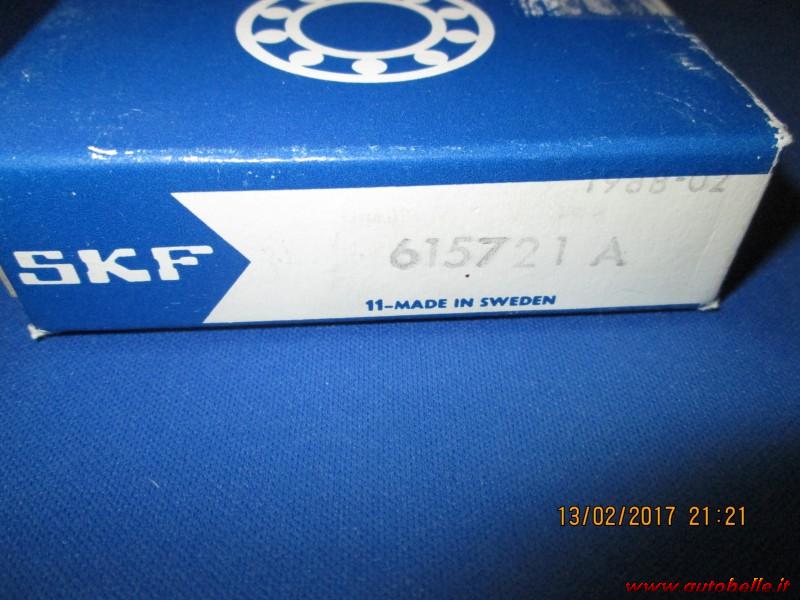 1988-02
SKF
615721 A
11-MADE IN SWEDEN
13/02/2017 21:21
www.autobelle.it